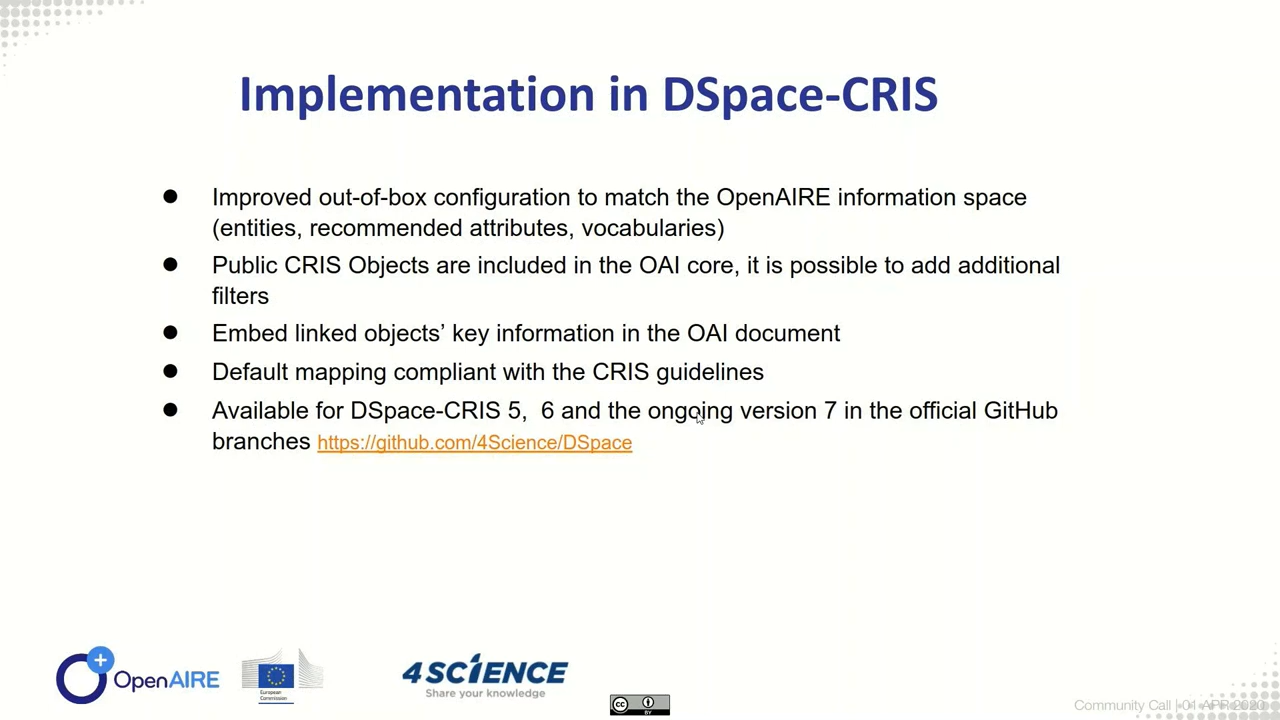 Implementation in DSpace-CRIS
● Improved out-of-box configuration to match the OpenAIRE information space
(entities, recommended attributes, vocabularies)
● Public CRIS Objects are included in the OAI core, it is possible to add additional
filters
● Embed linked objects’ key information in the OAI document
● Default mapping compliant with the CRIS guidelines
● Available for DSpace-CRIS 5,  6 and the ongoing version 7 in the official GitHub
branches https://github.com/4Science/DSpace
OpenAIRE
European
Commission
4SCIENCE
Share your knowledge
CC BY
Community Call | 01 APR 2020